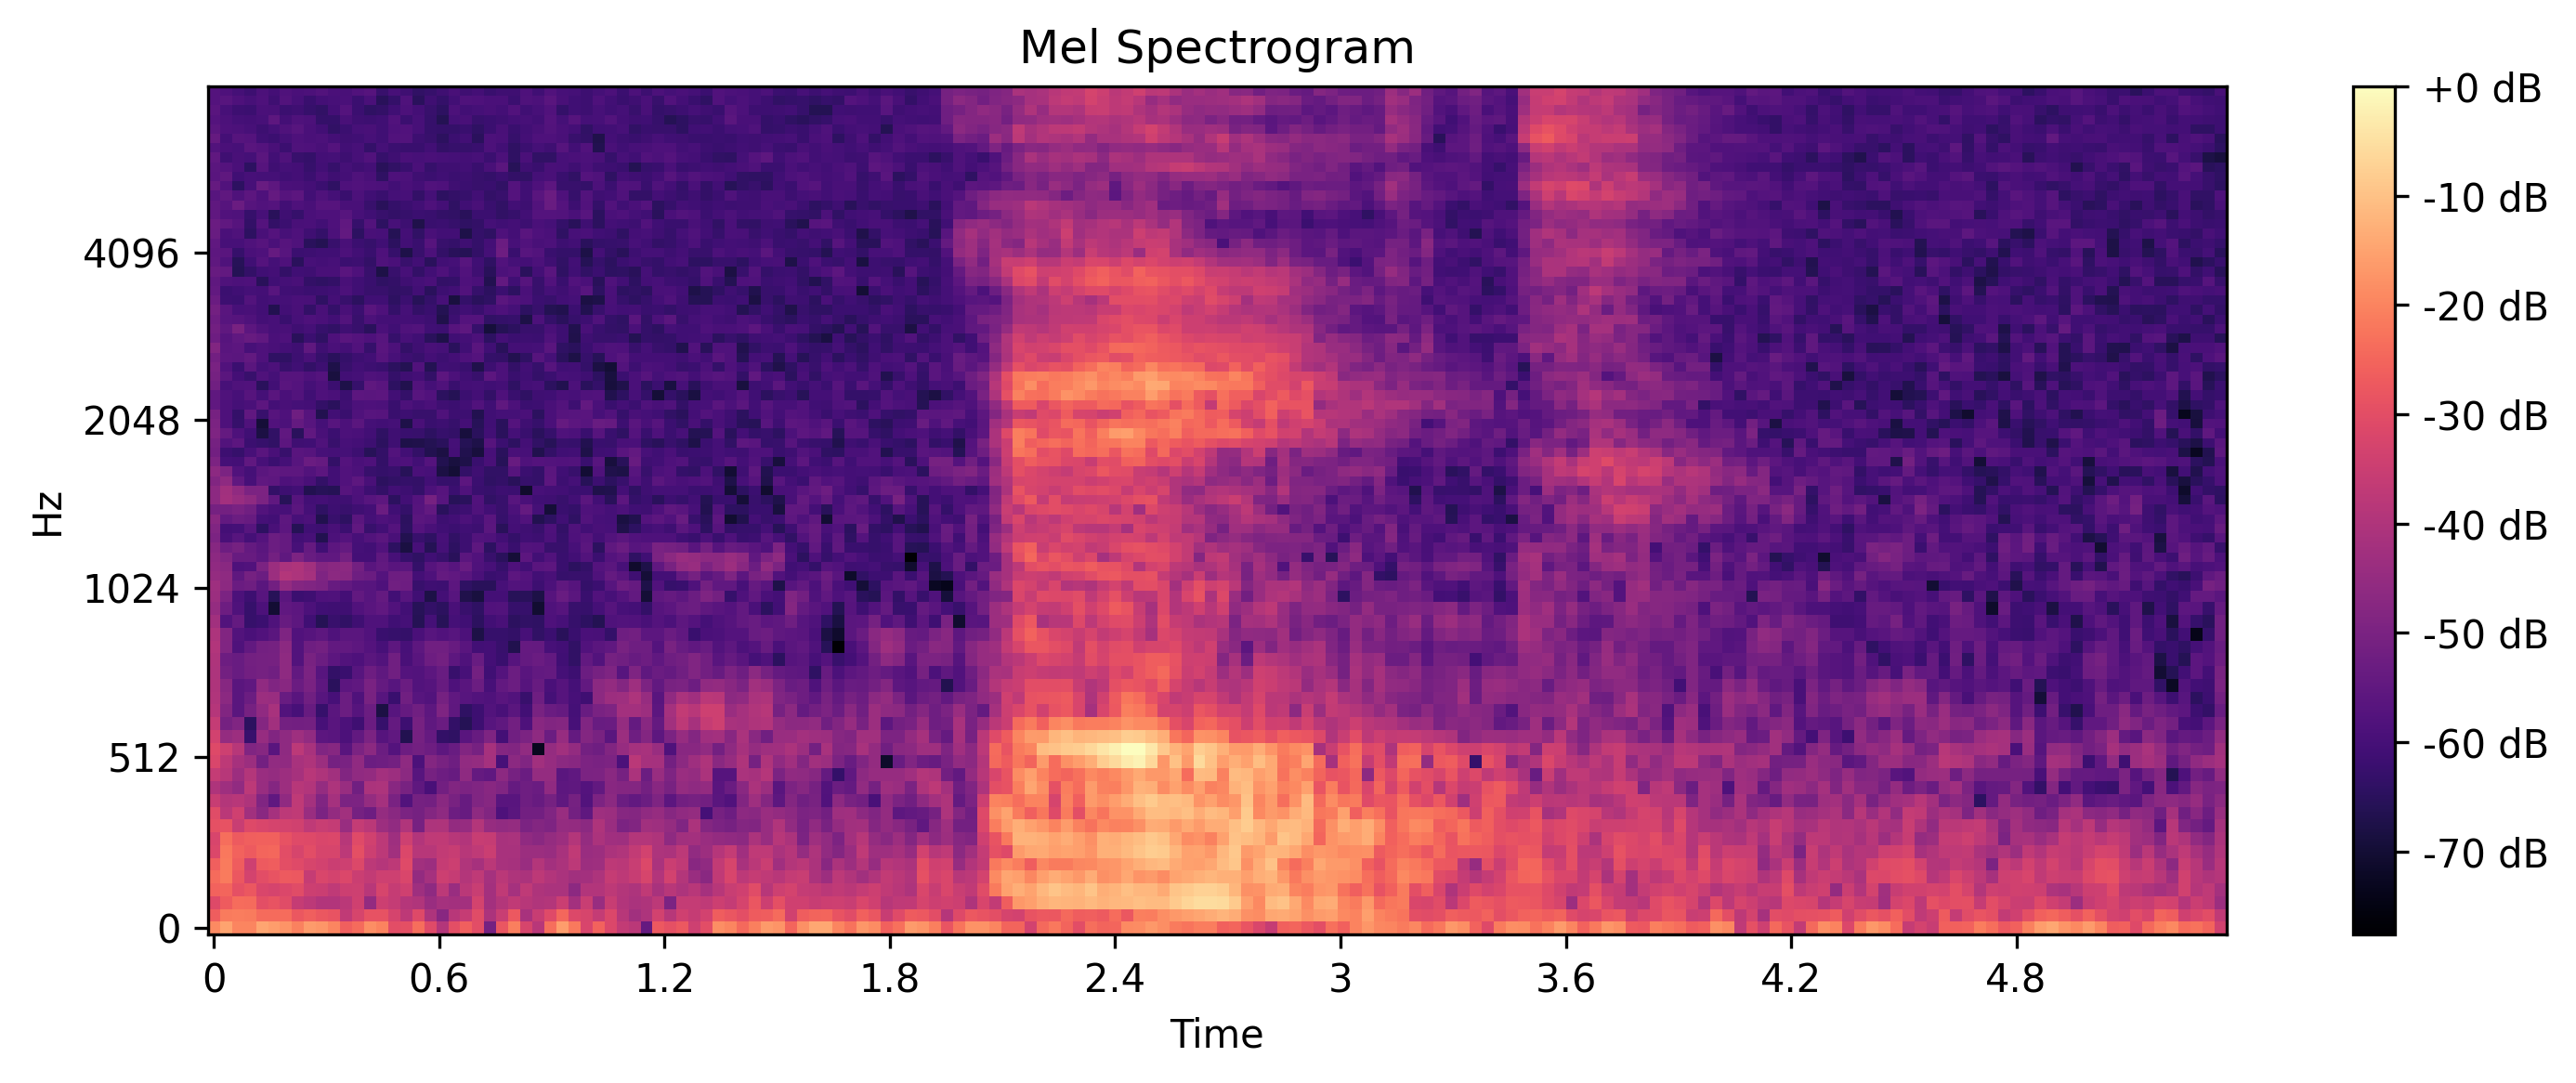 Mel Spectrogram
+0 dB
-10 dB
-20 dB
-30 dB
-40 dB
-50 dB
-60 dB
-70 dB
Hz
4096
2048
1024
512
0
0 0.6 1.2 1.8 2.4 3 3.6 4.2 4.8
Time